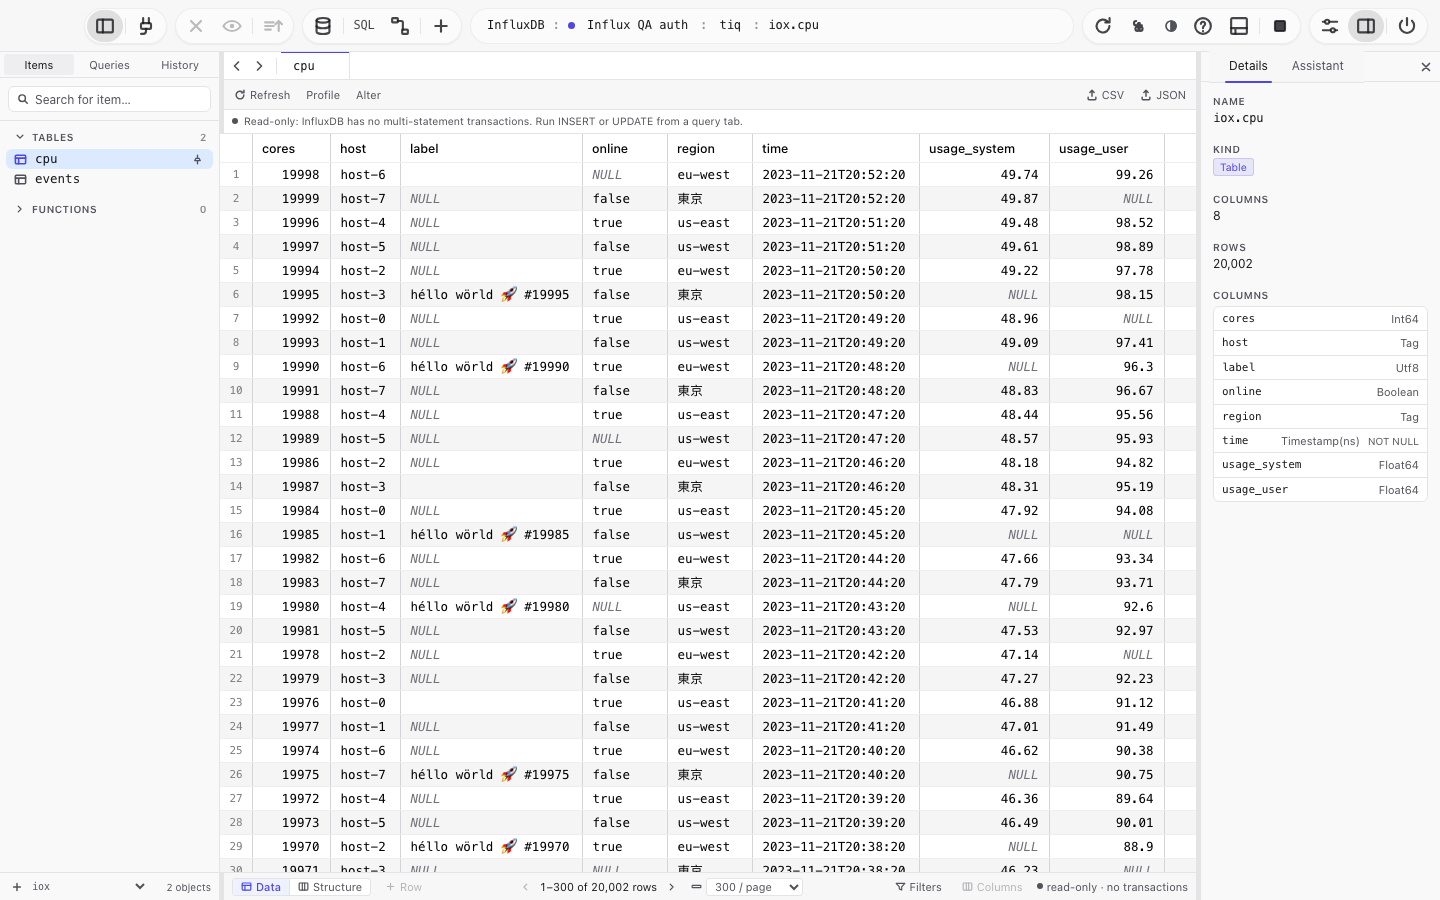 SQL InfluxDB : Influx QA auth : tiq : iox.cpu
Items Queries History
Search for item...
TABLES 2
cpu
events
FUNCTIONS 0
cpu
Refresh Profile Alter CSV JSON
Read-only: InfluxDB has no multi-statement transactions. Run INSERT or UPDATE from a query tab.
cores host label online region time usage_system usage_user
1 19998 host-6 NULL eu-west 2023-11-21T20:52:20 49.74 99.26
2 19999 host-7 NULL false 東京 2023-11-21T20:52:20 49.87 NULL
3 19996 host-4 NULL true us-east 2023-11-21T20:51:20 49.48 98.52
4 19997 host-5 NULL false us-west 2023-11-21T20:51:20 49.61 98.89
5 19994 host-2 NULL true eu-west 2023-11-21T20:50:20 49.22 97.78
6 19995 host-3 héllo wörld 🚀 #19995 false 東京 2023-11-21T20:50:20 NULL 98.15
7 19992 host-0 NULL true us-east 2023-11-21T20:49:20 48.96 NULL
8 19993 host-1 NULL false us-west 2023-11-21T20:49:20 49.09 97.41
9 19990 host-6 héllo wörld 🚀 #19990 true eu-west 2023-11-21T20:48:20 NULL 96.3
10 19991 host-7 NULL false 東京 2023-11-21T20:48:20 48.83 96.67
11 19988 host-4 NULL true us-east 2023-11-21T20:47:20 48.44 95.56
12 19989 host-5 NULL NULL us-west 2023-11-21T20:47:20 48.57 95.93
13 19986 host-2 NULL true eu-west 2023-11-21T20:46:20 48.18 94.82
14 19987 host-3 false 東京 2023-11-21T20:46:20 48.31 95.19
15 19984 host-0 NULL true us-east 2023-11-21T20:45:20 47.92 94.08
16 19985 host-1 héllo wörld 🚀 #19985 false us-west 2023-11-21T20:45:20 NULL NULL
17 19982 host-6 NULL true eu-west 2023-11-21T20:44:20 47.66 93.34
18 19983 host-7 NULL false 東京 2023-11-21T20:44:20 47.79 93.71
19 19980 host-4 héllo wörld 🚀 #19980 NULL us-east 2023-11-21T20:43:20 NULL 92.6
20 19981 host-5 NULL false us-west 2023-11-21T20:43:20 47.53 92.97
21 19978 host-2 NULL true eu-west 2023-11-21T20:42:20 47.14 NULL
22 19979 host-3 NULL false 東京 2023-11-21T20:42:20 47.27 92.23
23 19976 host-0 true us-east 2023-11-21T20:41:20 46.88 91.12
24 19977 host-1 NULL false us-west 2023-11-21T20:41:20 47.01 91.49
25 19974 host-6 NULL true eu-west 2023-11-21T20:40:20 46.62 90.38
26 19975 host-7 héllo wörld 🚀 #19975 false 東京 2023-11-21T20:40:20 NULL 90.75
27 19972 host-4 NULL true us-east 2023-11-21T20:39:20 46.36 89.64
28 19973 host-5 NULL false us-west 2023-11-21T20:39:20 46.49 90.01
29 19970 host-2 héllo wörld 🚀 #19970 true eu-west 2023-11-21T20:38:20 NULL 88.9
30 19971 host-3 NULL NULL 東京 2023-11-21T20:38:20 46.23 NULL
Details Assistant
NAME
iox.cpu
KIND
Table
COLUMNS
8
ROWS
20,002
COLUMNS
cores Int64
host Tag
label Utf8
online Boolean
region Tag
time Timestamp(ns) NOT NULL
usage_system Float64
usage_user Float64
iox 2 objects
Data Structure + Row 1–300 of 20,002 rows 300 / page Filters Columns read-only · no transactions